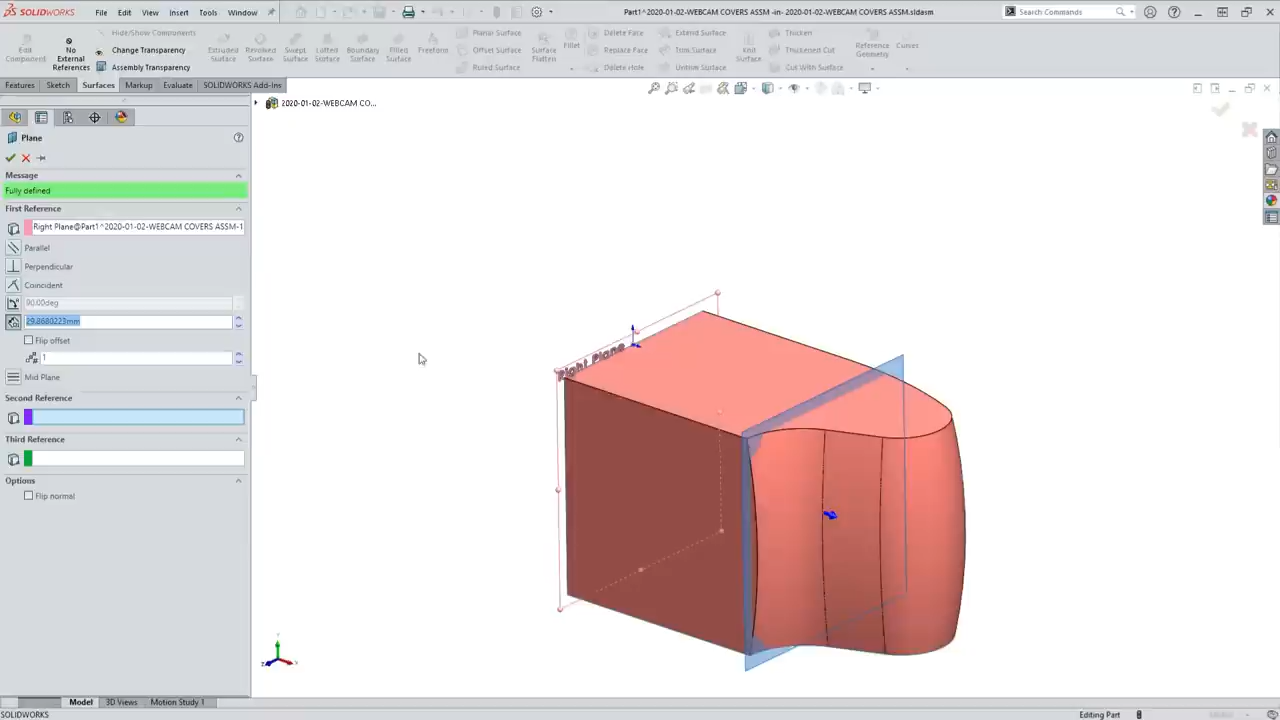 SOLIDWORKS File Edit View Insert Tools Window Part1^2020-01-02-WEBCAM COVERS ASSM -in- 2020-01-02-WEBCAM COVERS ASSM.sldasm Search Commands
Edit Component
No External References
Hide/Show Components
Change Transparency
Assembly Transparency
Extruded Surface
Revolved Surface
Swept Surface
Lofted Surface
Boundary Surface
Filled Surface
Freeform
Planar Surface
Offset Surface
Ruled Surface
Surface Flatten
Fillet
Delete Face
Replace Face
Delete Hole
Extend Surface
Trim Surface
Untrim Surface
Knit Surface
Thicken
Thickened Cut
Cut With Surface
Reference Geometry
Curves
Features Sketch Surfaces Markup Evaluate SOLIDWORKS Add-Ins
2020-01-02-WEBCAM CO...
Plane
Message
Fully defined
First Reference
Right Plane@Part1^2020-01-02-WEBCAM COVERS ASSM-1
Parallel
Perpendicular
Coincident
90.00deg
29.8680223mm
Flip offset
1
Mid Plane
Second Reference
Third Reference
Options
Flip normal
Right Plane
Y
Z
X
Model 3D Views Motion Study 1
SOLIDWORKS
Editing Part